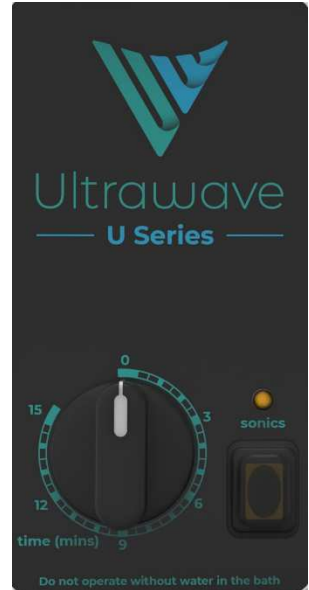 Ultrawave
U Series
0
15
3
sonics
12
6
time (mins)
9
Do not operate without water in the bath